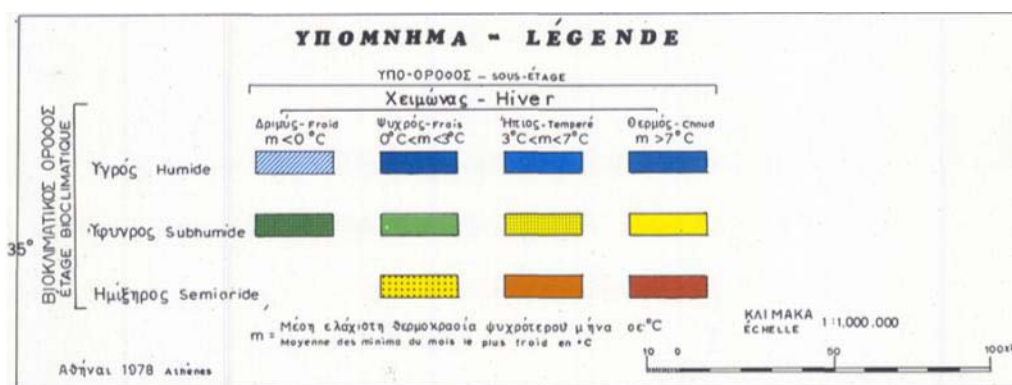 ΥΠΟΜΝΗΜΑ - LÉGENDE
ΥΠΟ-ΟΡΟΦΟΣ - SOUS-ÉTAGE
Χειμώνας - Hiver
Δριμύς - Froid Ψυχρός - Frais Ήπιος - Temperé Θερμός - Chaud
m<0°C 0°C<m<3°C 3°C<m<7°C m>7°C
ΒΙΟΚΛΙΜΑΤΙΚΟΣ ΟΡΟΦΟΣ
ÉTAGE BIOCLIMATIQUE
Υγρός Humide
35°
Ύφυγρος Subhumide
Ημίξηρος Semiaride
m = Μέση ελάχιστη θερμοκρασία ψυχρότερου μήνα σε °C
Moyenne des minima du mois le plus froid en °C
ΚΛΙΜΑΚΑ
ÉCHELLE 1:1.000.000
10 0 50 100
Αθήναι 1978 Athènes